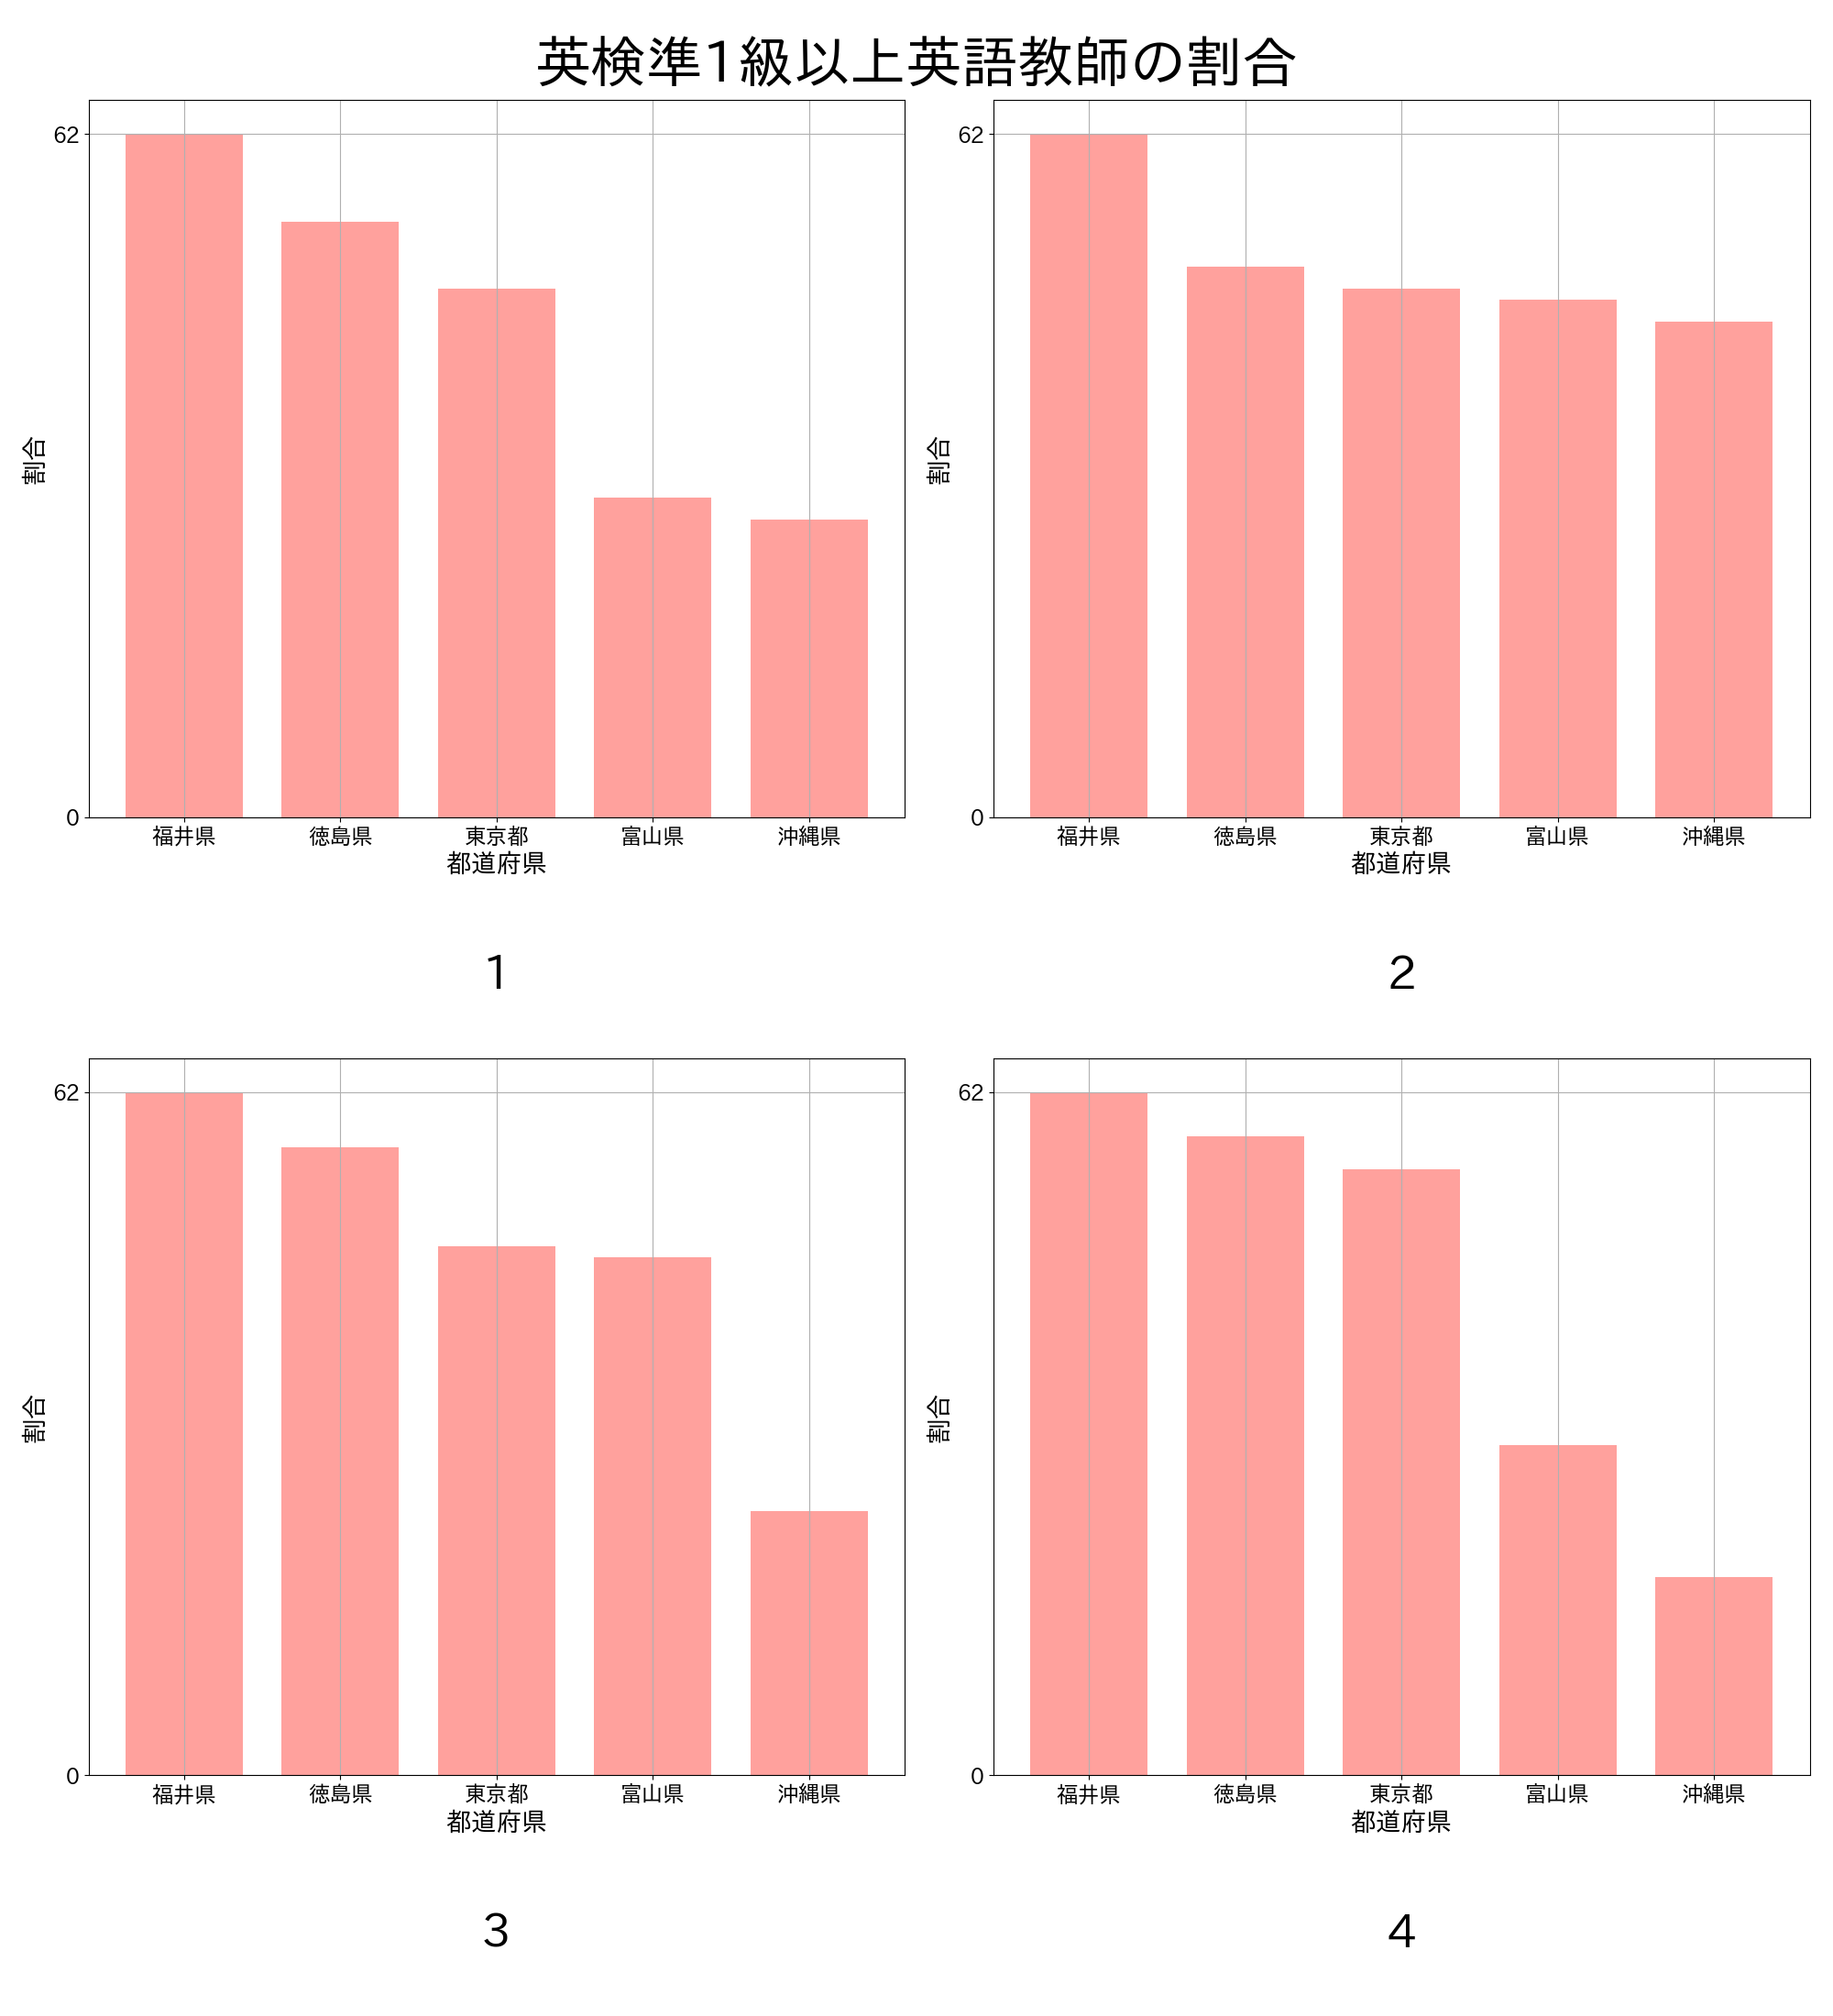 英検準1級以上英語教師の割合
62
0
割合
福井県 徳島県 東京都 富山県 沖縄県
都道府県
1
62
0
割合
福井県 徳島県 東京都 富山県 沖縄県
都道府県
2
62
0
割合
福井県 徳島県 東京都 富山県 沖縄県
都道府県
3
62
0
割合
福井県 徳島県 東京都 富山県 沖縄県
都道府県
4